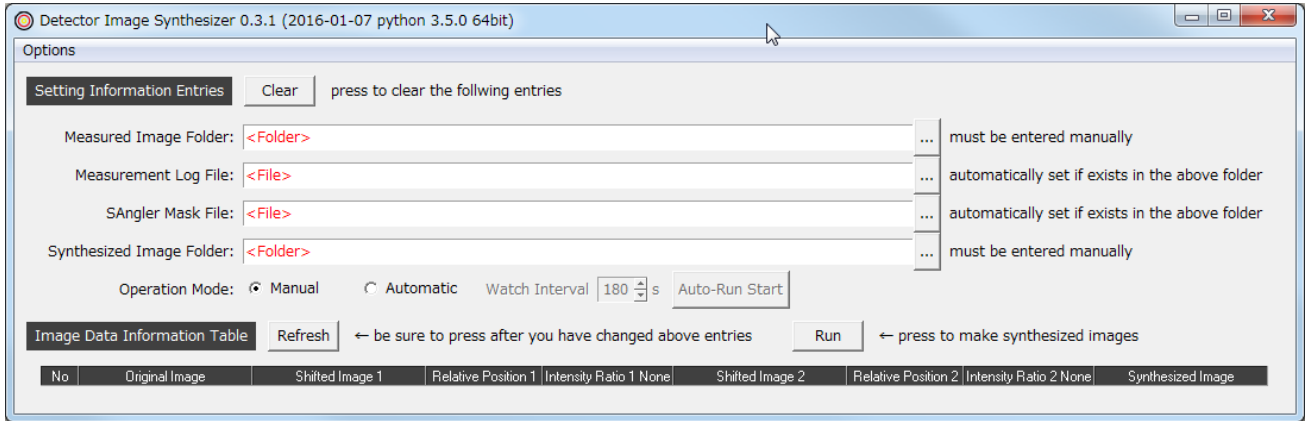 Detector Image Synthesizer 0.3.1 (2016-01-07 python 3.5.0 64bit)
Options
Setting Information Entries Clear press to clear the follwing entries
Measured Image Folder: <Folder> ... must be entered manually
Measurement Log File: <File> ... automatically set if exists in the above folder
SAngler Mask File: <File> ... automatically set if exists in the above folder
Synthesized Image Folder: <Folder> ... must be entered manually
Operation Mode: Manual Automatic Watch Interval 180 s Auto-Run Start
Image Data Information Table Refresh ← be sure to press after you have changed above entries Run ← press to make synthesized images
No Original Image Shifted Image 1 Relative Position 1 Intensity Ratio 1 None Shifted Image 2 Relative Position 2 Intensity Ratio 2 None Synthesized Image